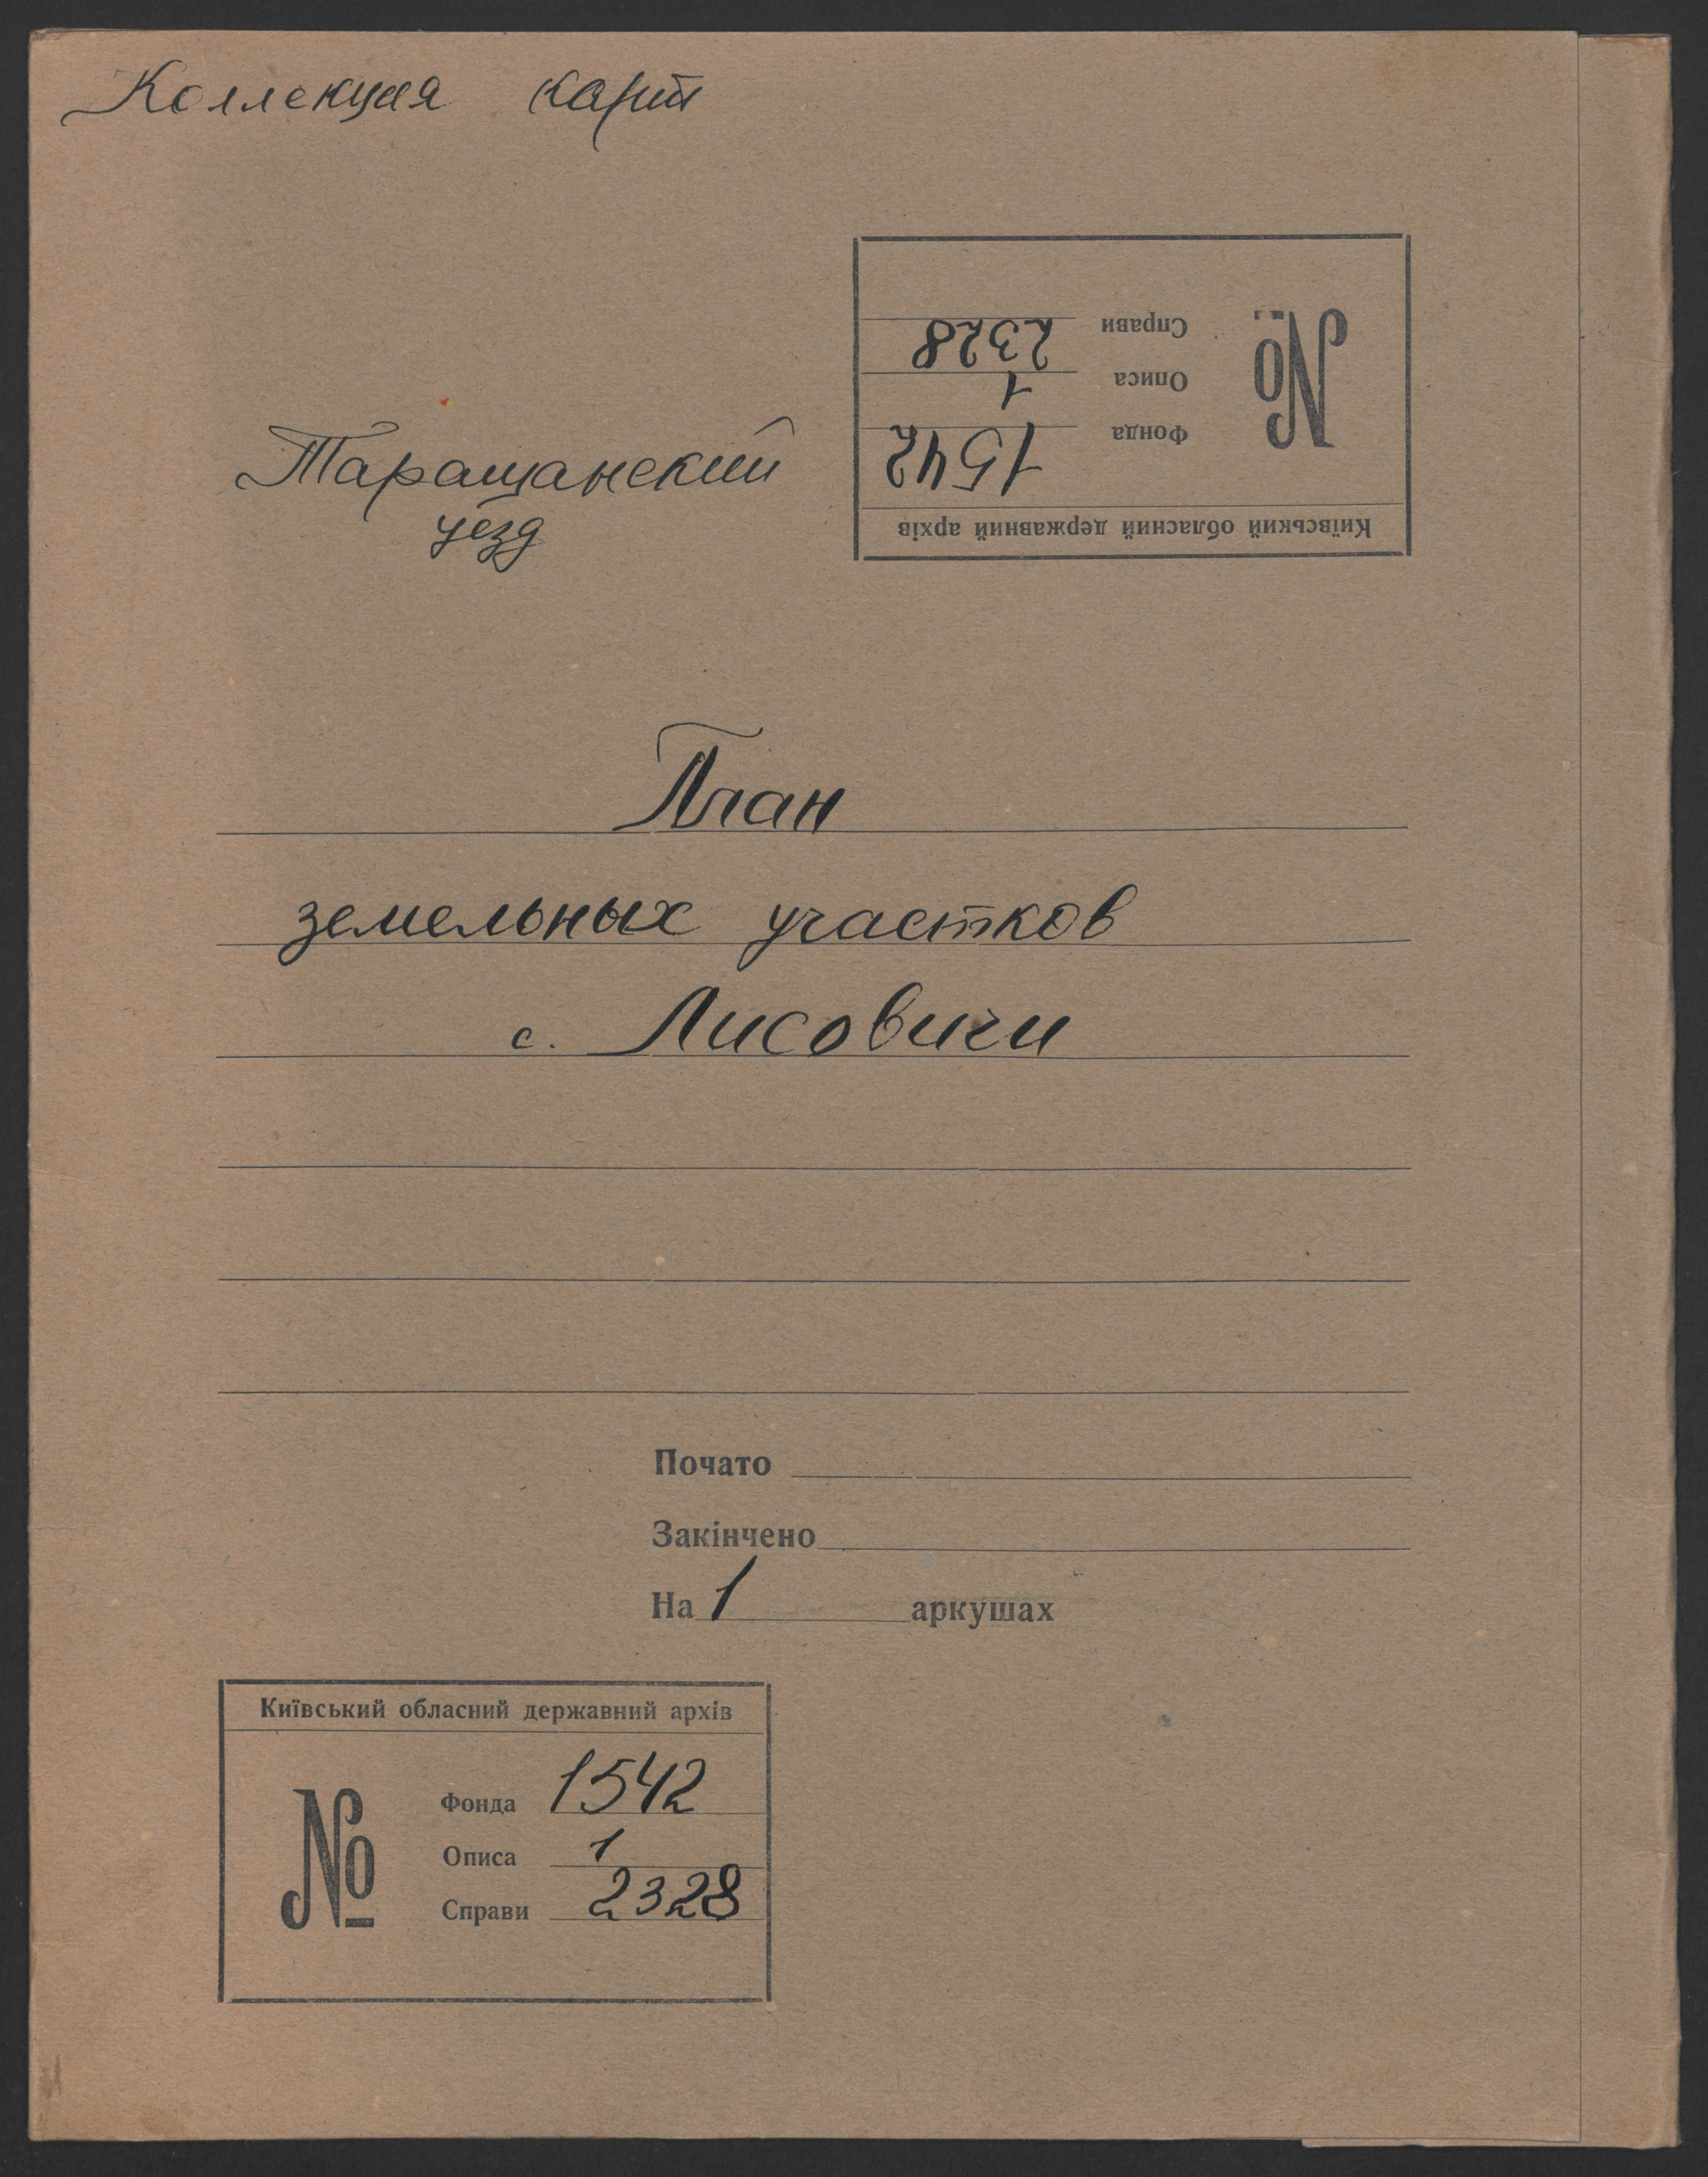 Коллекция карт
Справи 2328
Описа 1
Фонда 1542
№
Київський обласний державний архів
Таращанский
уезд
План
земельных участков
с. Лисовичи
Почато
Закінчено
На 1 аркушах
Київський обласний державний архів
№
Фонда 1542
Описа 1
Справи 2328